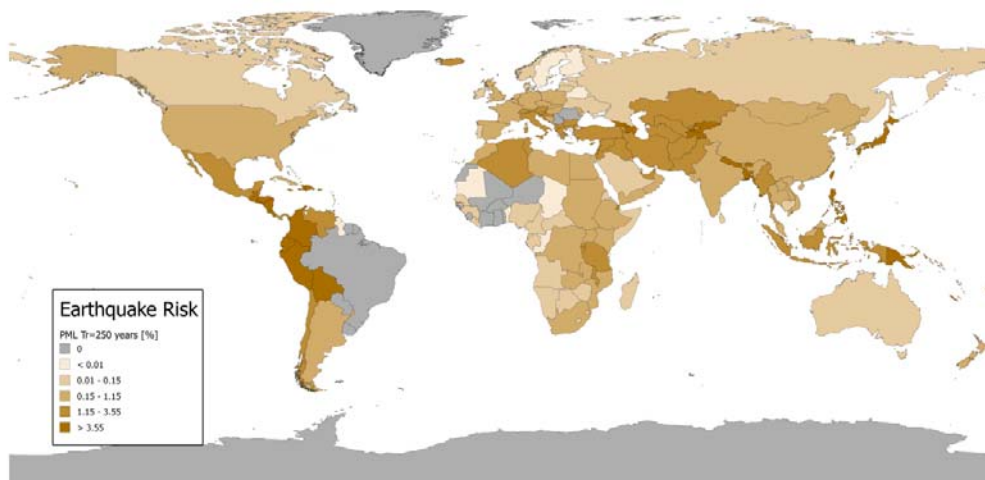 Earthquake Risk
PML Tr=250 years [%]
0
< 0.01
0.01 - 0.15
0.15 - 1.15
1.15 - 3.55
> 3.55